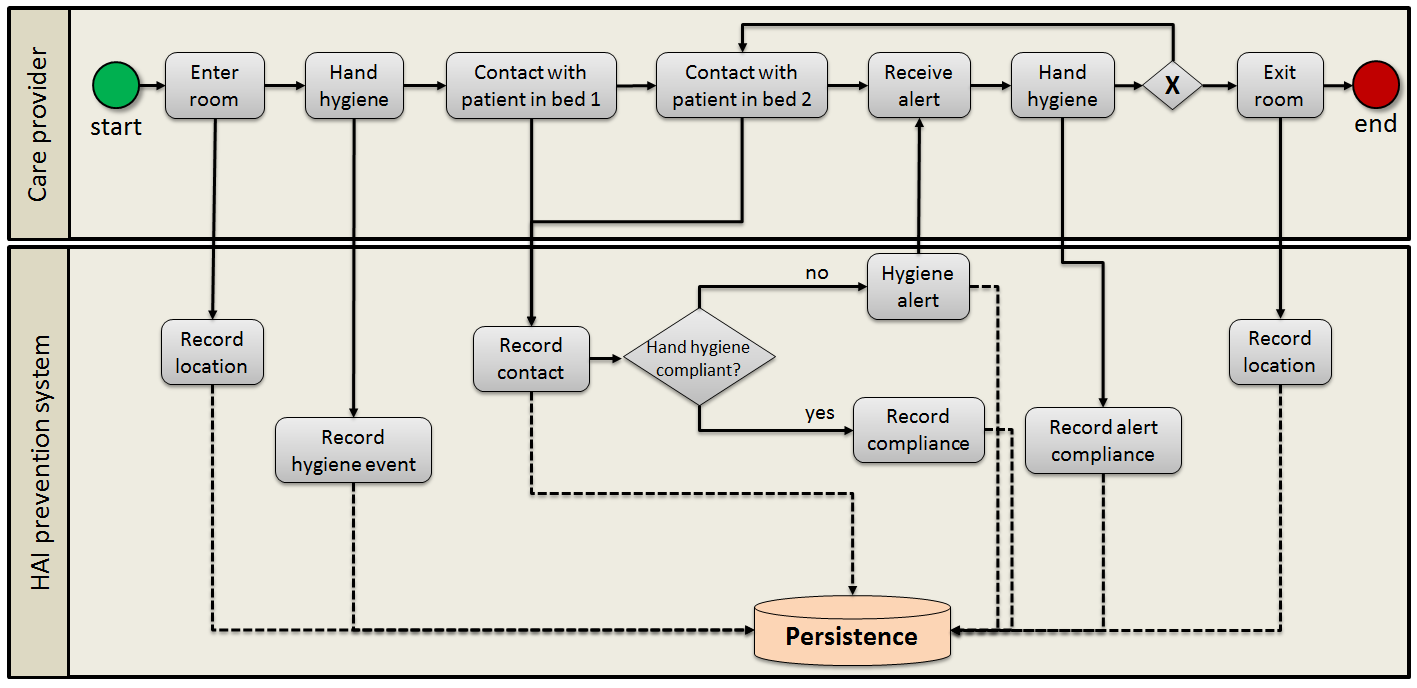 Care provider
start
Enter
room
Hand
hygiene
Contact with
patient in bed 1
Contact with
patient in bed 2
Receive
alert
Hand
hygiene
X
Exit
room
end
HAI prevention system
Record
location
Record
hygiene event
Record
contact
Hand hygiene
compliant?
no
Hygiene
alert
yes
Record
compliance
Record alert
compliance
Record
location
Persistence